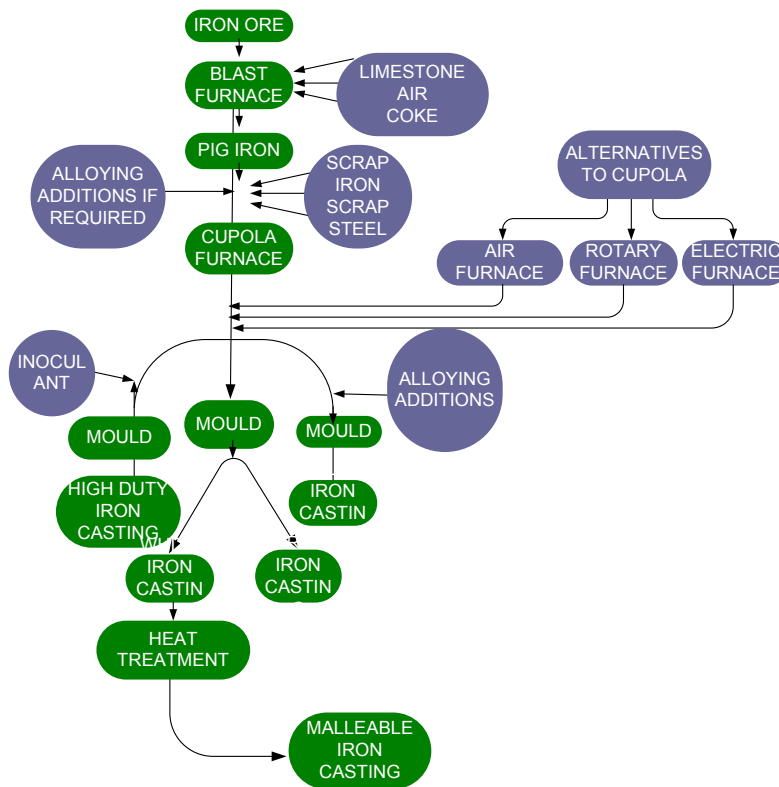 IRON ORE
BLAST
FURNACE
LIMESTONE
AIR
COKE
PIG IRON
ALLOYING
ADDITIONS IF
REQUIRED
SCRAP
IRON
SCRAP
STEEL
ALTERNATIVES
TO CUPOLA
CUPOLA
FURNACE
AIR
FURNACE
ROTARY
FURNACE
ELECTRIC
FURNACE
INOCUL
ANT
ALLOYING
ADDITIONS
MOULD
MOULD
MOULD
HIGH DUTY
IRON
CASTING
IRON
CASTIN
IRON
CASTIN
IRON
CASTIN
HEAT
TREATMENT
MALLEABLE
IRON
CASTING